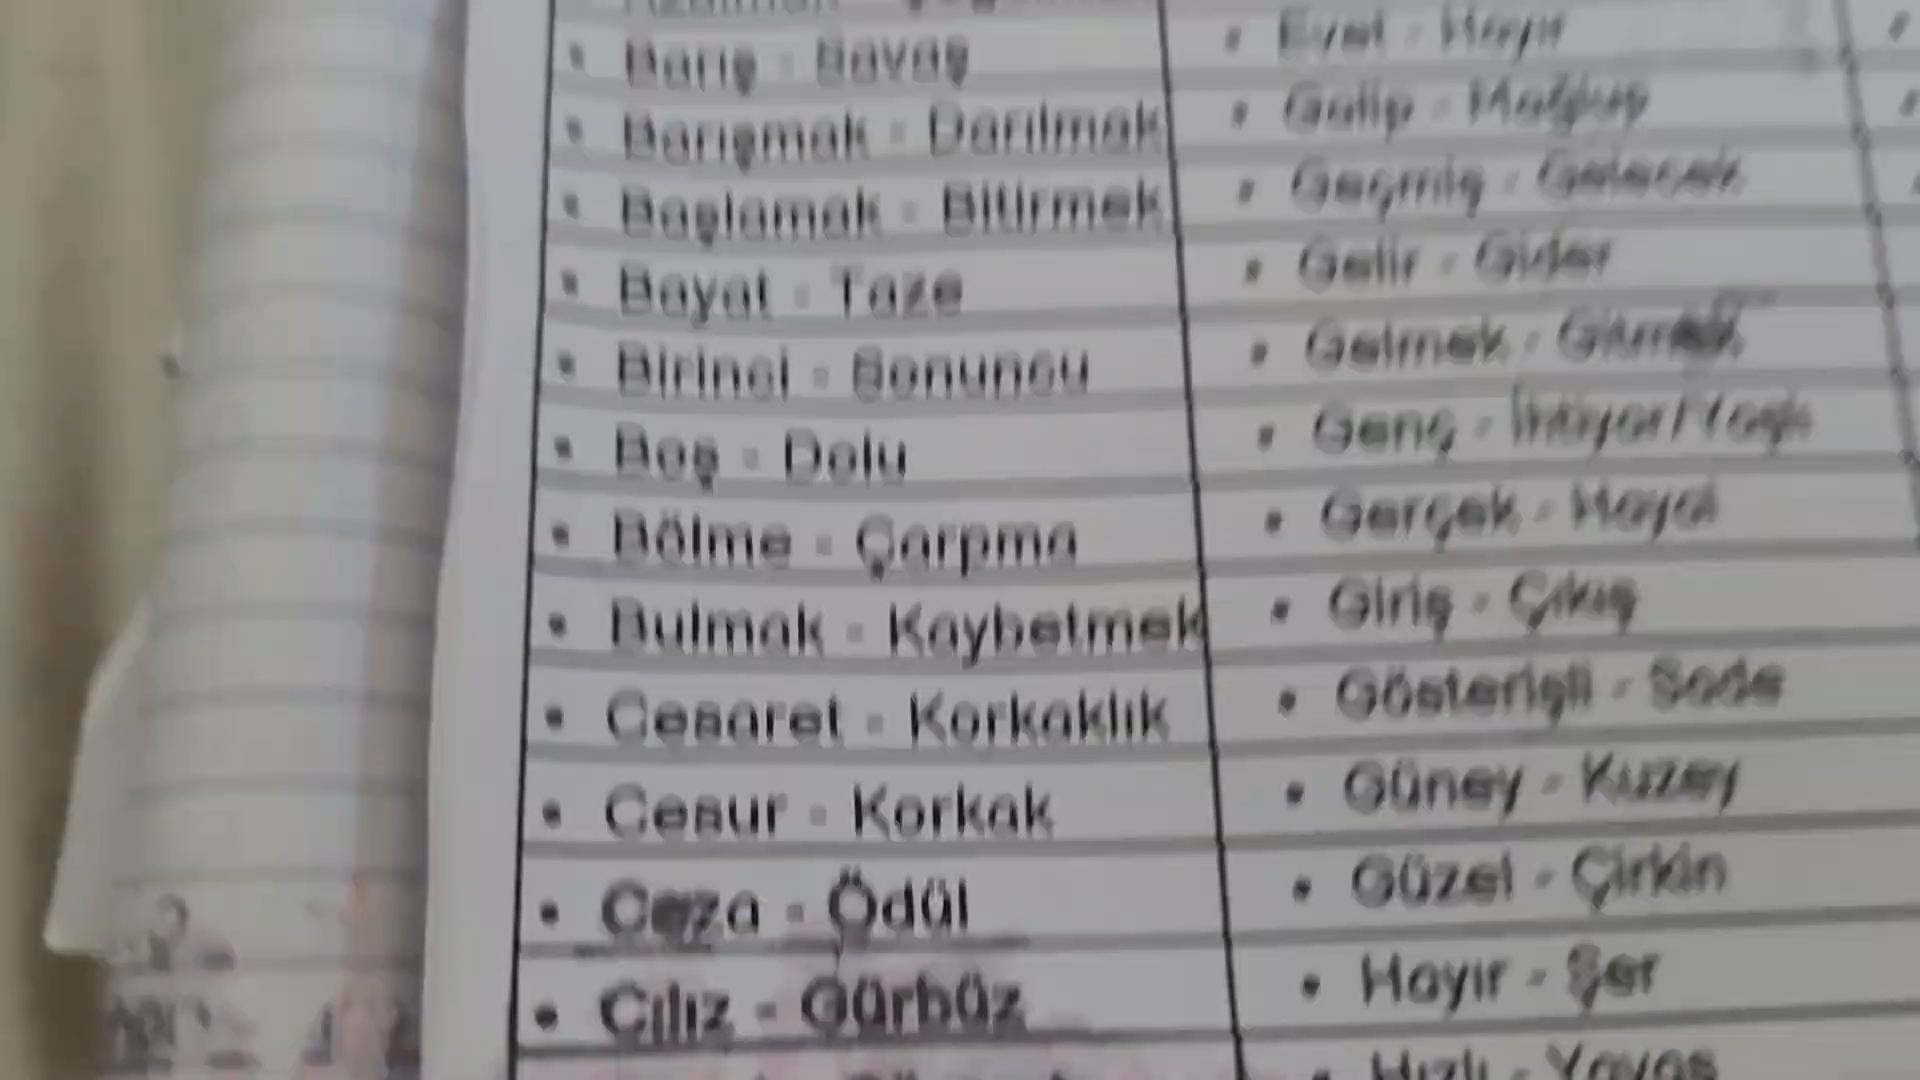 • Barış - Savaş
• Barışmak - Darılmak
• Başlamak - Bitirmek
• Bayat - Taze
• Birinci - Sonuncu
• Boş - Dolu
• Bölme - Çarpma
• Bulmak - Kaybetmek
• Cesaret - Korkaklık
• Cesur - Korkak
• Ceza - Ödül
• Cılız - Gürbüz
• Evet - Hayır
• Galip - Mağlup
• Geçmiş - Gelecek
• Gelir - Gider
• Gelmek - Gitmek
• Genç - İhtiyar / Yaşlı
• Gerçek - Hayal
• Giriş - Çıkış
• Gösterişli - Sade
• Güney - Kuzey
• Güzel - Çirkin
• Hayır - Şer
• Hızlı - Yavaş